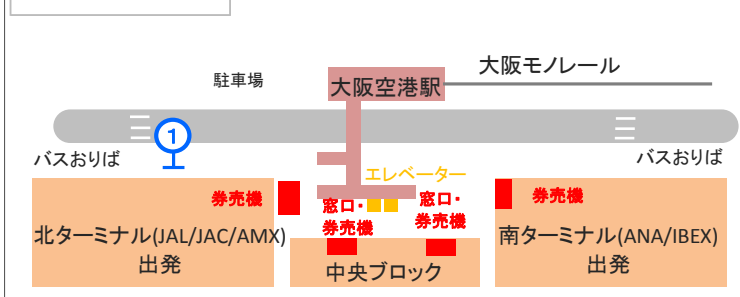 大阪モノレール
駐車場
大阪空港駅
1
バスおりば
バスおりば
エレベーター
券売機
窓口・
券売機
窓口・
券売機
券売機
北ターミナル(JAL/JAC/AMX)
出発
中央ブロック
南ターミナル(ANA/IBEX)
出発